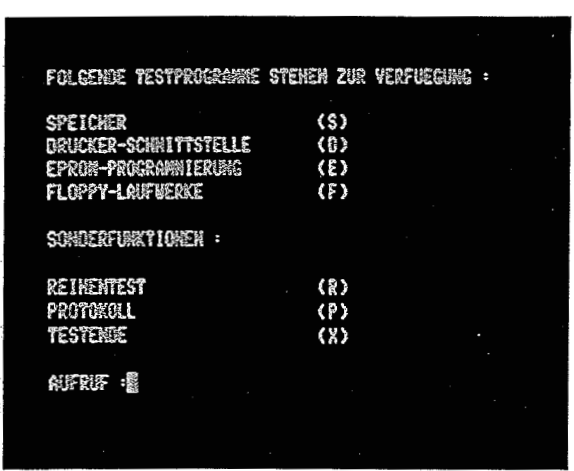 FOLGENDE TESTPROGRAMME STEHEN ZUR VERFUEGUNG :
SPEICHER (S)
DRUCKER-SCHNITTSTELLE (D)
EPROM-PROGRAMMIERUNG (E)
FLOPPY-LAUFWERKE (F)
SONDERFUNKTIONEN :
REIHENTEST (R)
PROTOKOLL (P)
TESTENDE (X)
AUFRUF :